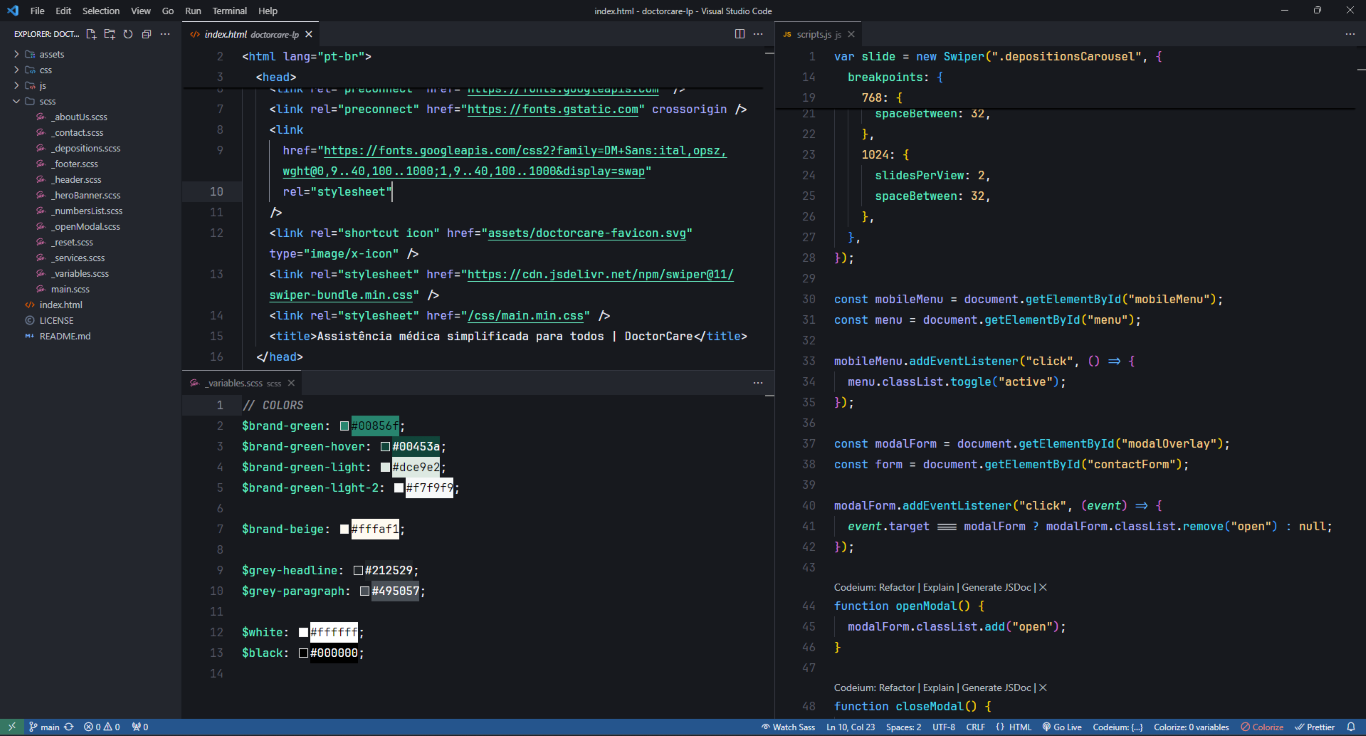 File Edit Selection View Go Run Terminal Help
index.html - doctorcare-lp - Visual Studio Code
EXPLORER: DOCT...
assets
css
js
scss
_aboutUs.scss
_contact.scss
_depositions.scss
_footer.scss
_header.scss
_heroBanner.scss
_numbersList.scss
_openModal.scss
_reset.scss
_services.scss
_variables.scss
main.scss
index.html
LICENSE
README.md
index.html doctorcare-lp
2 <html lang="pt-br">
3 <head>
6 <link rel="preconnect" href="https://fonts.googleapis.com" />
7 <link rel="preconnect" href="https://fonts.gstatic.com" crossorigin />
8 <link
9 href="https://fonts.googleapis.com/css2?family=DM+Sans:ital,opsz,
wght@0,9..40,100..1000;1,9..40,100..1000&display=swap"
10 rel="stylesheet"
11 />
12 <link rel="shortcut icon" href="assets/doctorcare-favicon.svg"
type="image/x-icon" />
13 <link rel="stylesheet" href="https://cdn.jsdelivr.net/npm/swiper@11/
swiper-bundle.min.css" />
14 <link rel="stylesheet" href="/css/main.min.css" />
15 <title>Assistência médica simplificada para todos | DoctorCare</title>
16 </head>
_variables.scss scss
1 // COLORS
2 $brand-green: #00856f;
3 $brand-green-hover: #00453a;
4 $brand-green-light: #dce9e2;
5 $brand-green-light-2: #f7f9f9;
6
7 $brand-beige: #fffaf1;
8
9 $grey-headline: #212529;
10 $grey-paragraph: #495057;
11
12 $white: #ffffff;
13 $black: #000000;
14
JS scripts.js js
1 var slide = new Swiper(".depositionsCarousel", {
14 breakpoints: {
19 768: {
21 spaceBetween: 32,
22 },
23 1024: {
24 slidesPerView: 2,
25 spaceBetween: 32,
26 },
27 },
28 });
29
30 const mobileMenu = document.getElementById("mobileMenu");
31 const menu = document.getElementById("menu");
32
33 mobileMenu.addEventListener("click", () => {
34 menu.classList.toggle("active");
35 });
36
37 const modalForm = document.getElementById("modalOverlay");
38 const form = document.getElementById("contactForm");
39
40 modalForm.addEventListener("click", (event) => {
41 event.target === modalForm ? modalForm.classList.remove("open") : null;
42 });
43
Codeium: Refactor | Explain | Generate JSDoc | X
44 function openModal() {
45 modalForm.classList.add("open");
46 }
47
Codeium: Refactor | Explain | Generate JSDoc | X
48 function closeModal() {
main 0 0 0 Watch Sass Ln 10, Col 23 Spaces: 2 UTF-8 CRLF {} HTML Go Live Codeium: {...} Colorize: 0 variables Colorize Prettier